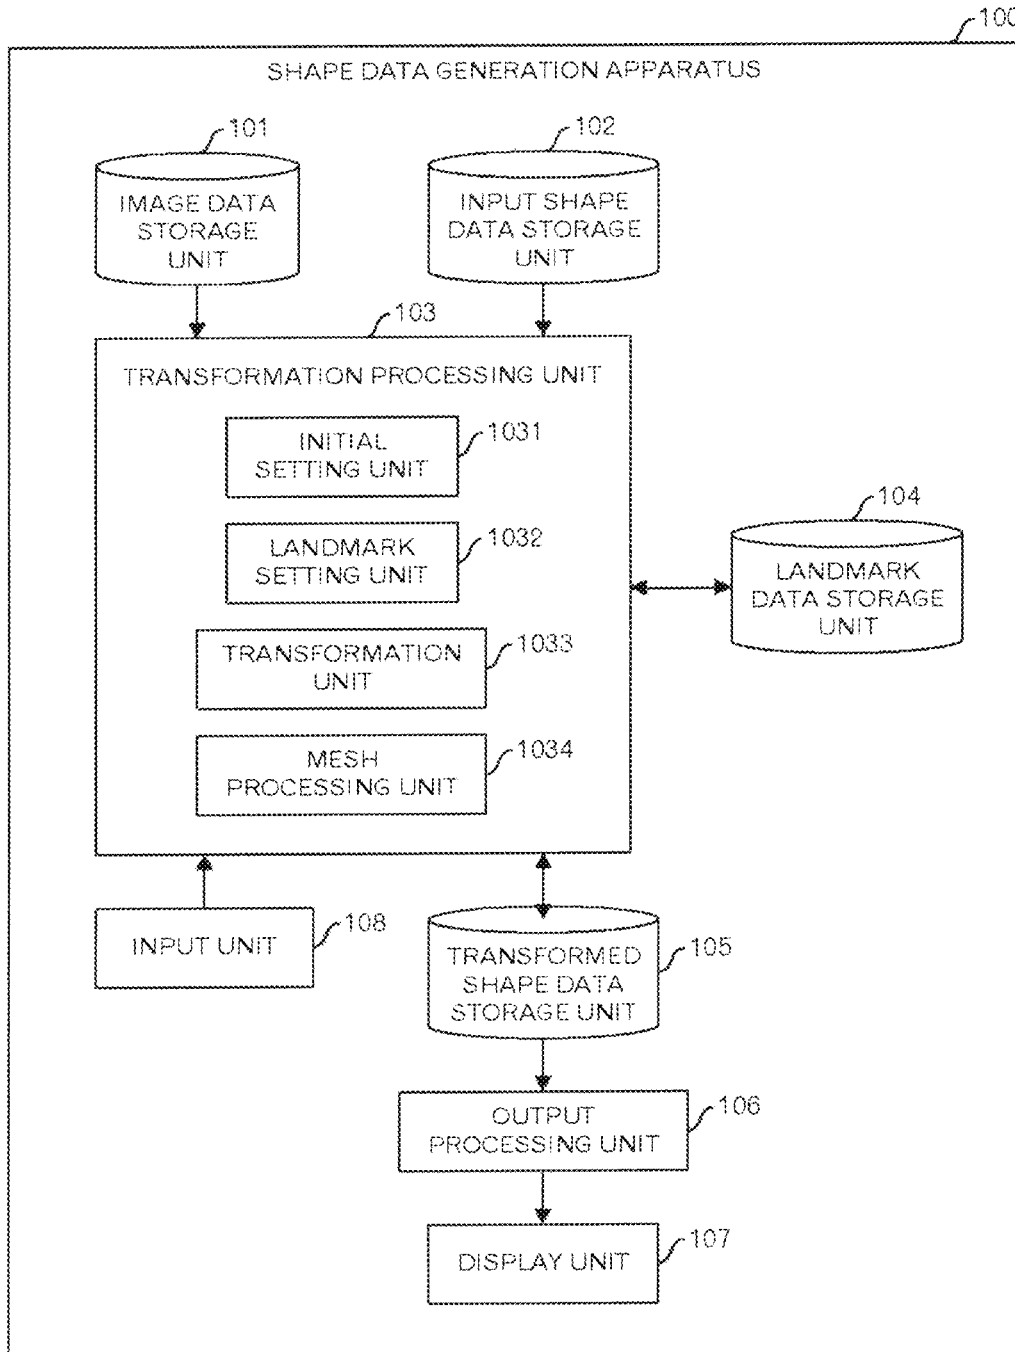 100
SHAPE DATA GENERATION APPARATUS
101
IMAGE DATA
STORAGE
UNIT
102
INPUT SHAPE
DATA STORAGE
UNIT
103
TRANSFORMATION PROCESSING UNIT
INITIAL
SETTING UNIT
1031
LANDMARK
SETTING UNIT
1032
TRANSFORMATION
UNIT
1033
MESH
PROCESSING UNIT
1034
104
LANDMARK
DATA STORAGE
UNIT
INPUT UNIT
108
TRANSFORMED
SHAPE DATA
STORAGE UNIT
105
OUTPUT
PROCESSING UNIT
106
DISPLAY UNIT
107